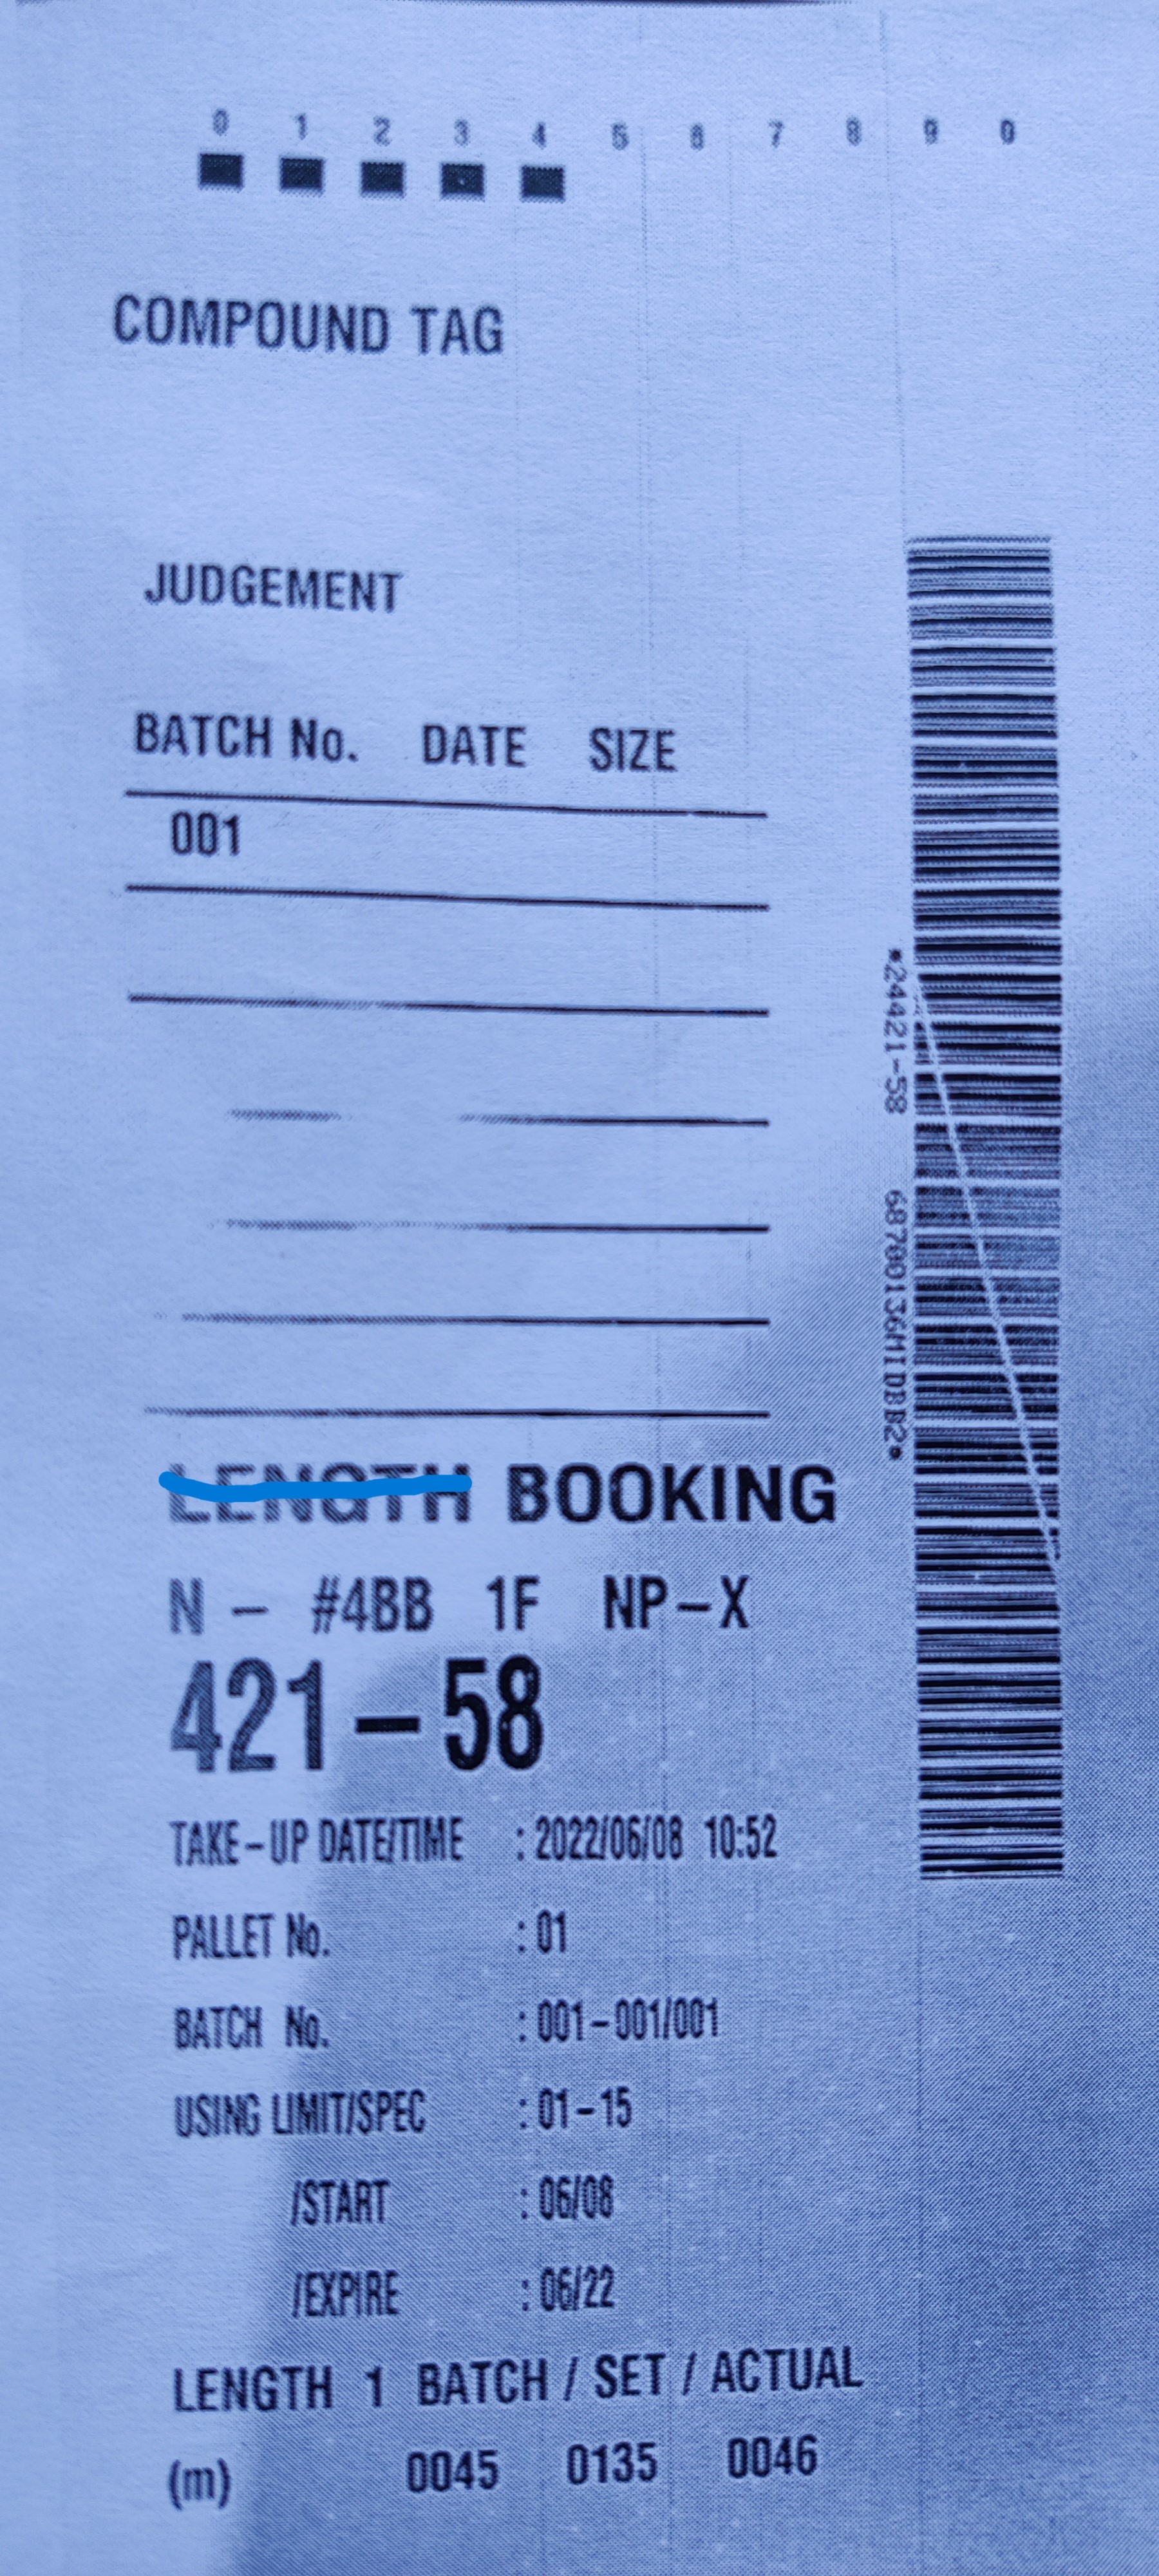 0 1 2 3 4 5 6 7 8 9 0
COMPOUND TAG
JUDGEMENT
BATCH No. DATE SIZE
001
*24421-58 68700136M1DBB2*
LENGTH BOOKING
N - #4BB 1F NP-X
421-58
TAKE-UP DATE/TIME : 2022/06/08 10:52
PALLET No. : 01
BATCH No. : 001-001/001
USING LIMIT/SPEC : 01-15
/START : 06/08
/EXPIRE : 06/22
LENGTH 1 BATCH / SET / ACTUAL
(m) 0045 0135 0046